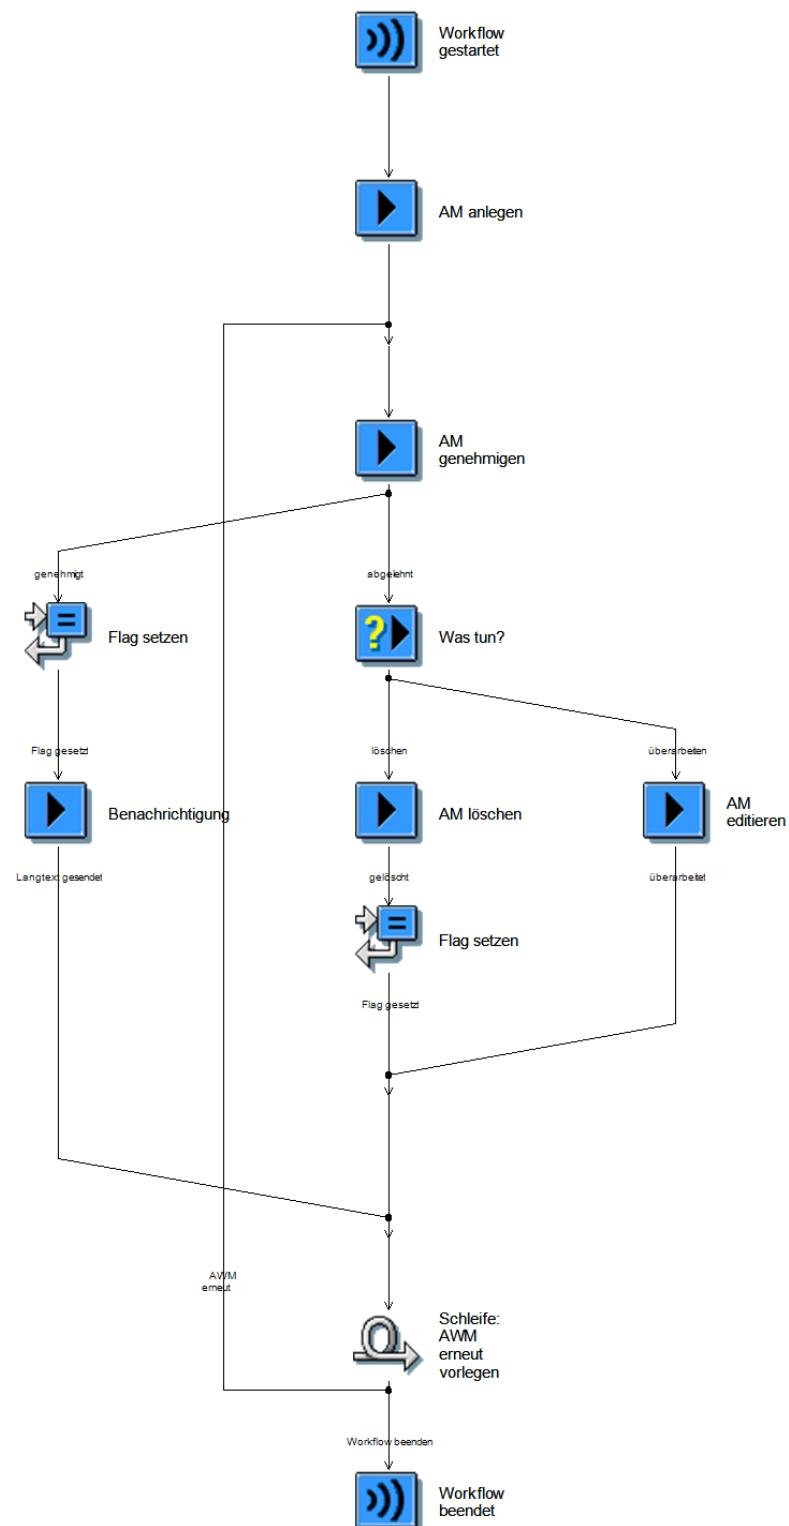 Workflow
gestartet
AM anlegen
AM
genehmigen
genehmigt
abgelehnt
Flag setzen
Was tun?
Flag gesetzt
löschen
überarbeiten
Benachrichtigung
AM löschen
AM
editieren
Langtext gesendet
gelöscht
überarbeitet
Flag setzen
Flag gesetzt
AWM
erneut
Schleife:
AWM
erneut
vorlegen
Workflow beenden
Workflow
beendet